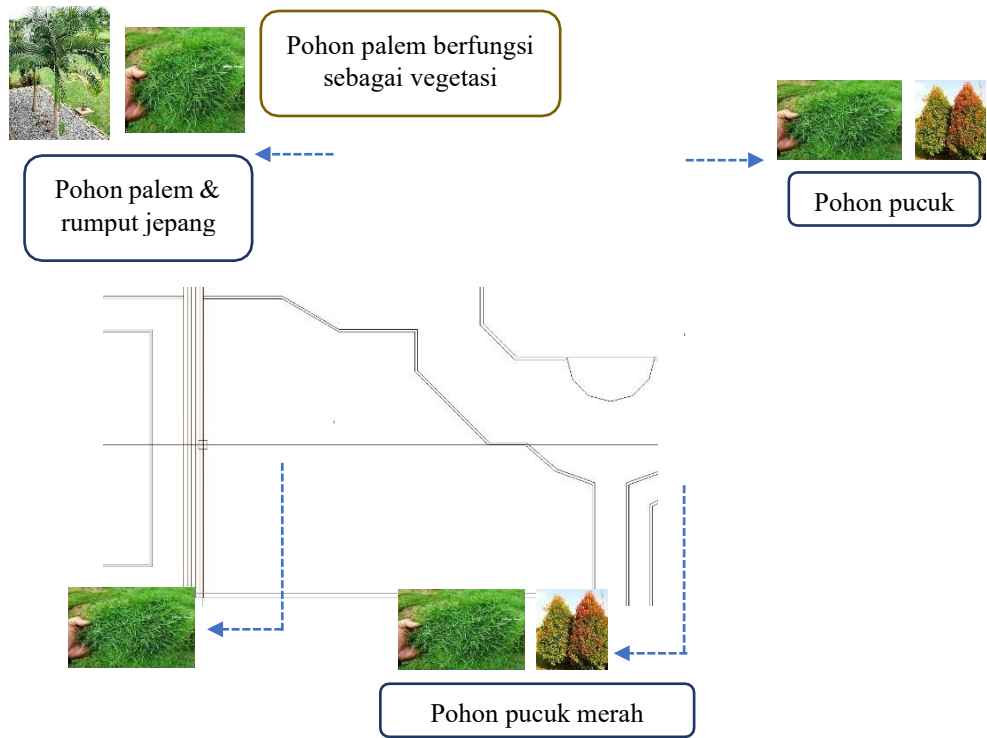 Pohon palem berfungsi
sebagai vegetasi
Pohon palem &
rumput jepang
Pohon pucuk
Pohon pucuk merah